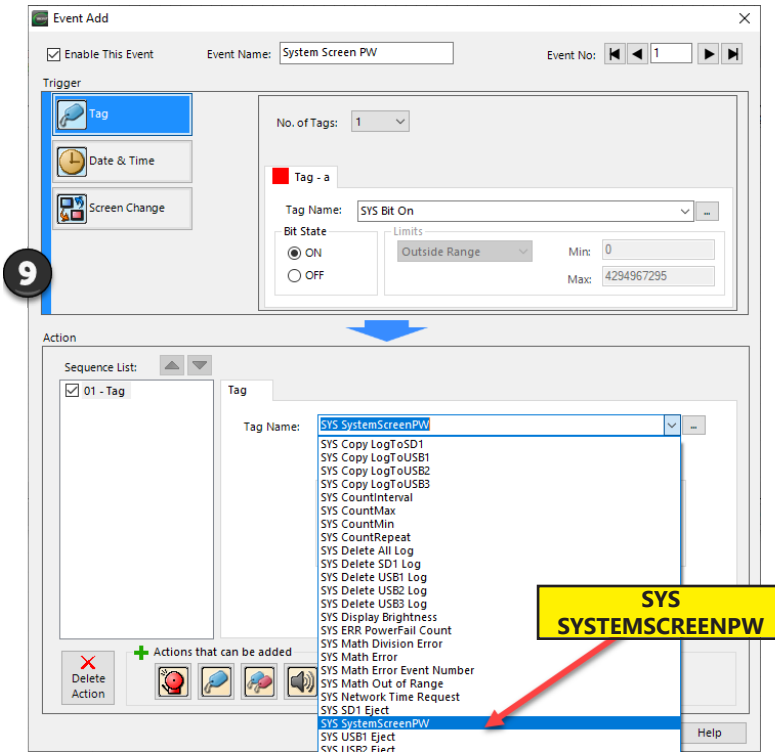 Event Add
Enable This Event
Event Name:
System Screen PW
Event No:
1
Trigger
Tag
Date & Time
Screen Change
No. of Tags:
1
Tag - a
Tag Name:
SYS Bit On
...
Bit State
ON
OFF
Limits
Outside Range
Min:
0
Max:
4294967295
9
Action
Sequence List:
01 - Tag
Tag
Tag Name:
SYS SystemScreenPW
...
SYS Copy LogToSD1
SYS Copy LogToUSB1
SYS Copy LogToUSB2
SYS Copy LogToUSB3
SYS CountInterval
SYS CountMax
SYS CountMin
SYS CountRepeat
SYS Delete All Log
SYS Delete SD1 Log
SYS Delete USB1 Log
SYS Delete USB2 Log
SYS Delete USB3 Log
SYS Display Brightness
SYS ERR PowerFail Count
SYS Math Division Error
SYS Math Error
SYS Math Error Event Number
SYS Math Out of Range
SYS Network Time Request
SYS SD1 Eject
SYS SystemScreenPW
SYS USB1 Eject
SYS USB2 Eject
SYS
SYSTEMSCREENPW
Delete
Action
Actions that can be added
Help